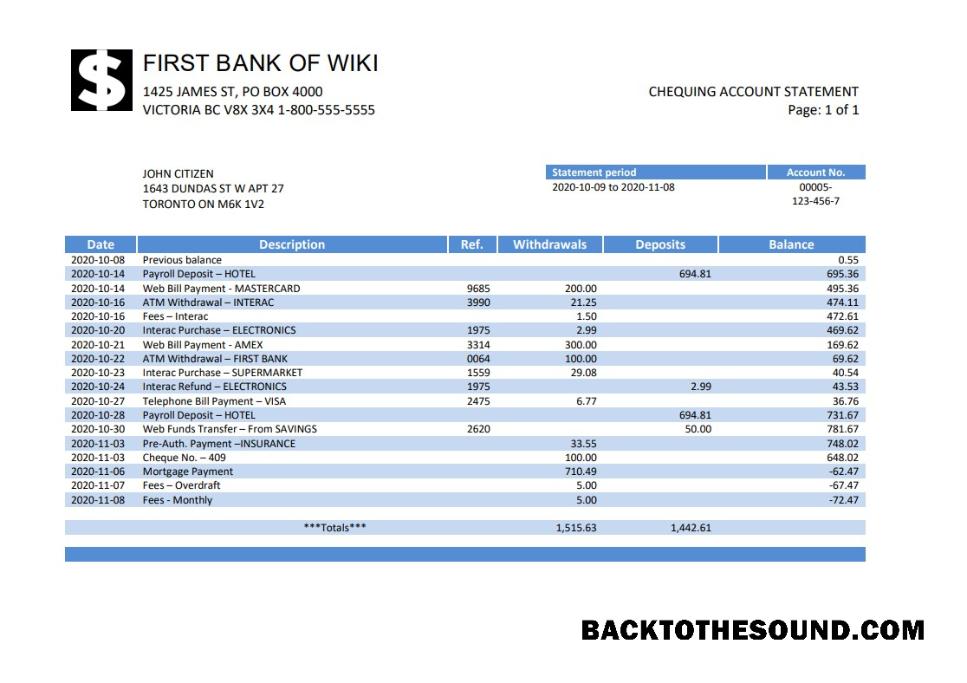 FIRST BANK OF WIKI
1425 JAMES ST, PO BOX 4000
VICTORIA BC V8X 3X4 1-800-555-5555
CHEQUING ACCOUNT STATEMENT
Page: 1 of 1
JOHN CITIZEN
1643 DUNDAS ST W APT 27
TORONTO ON M6K 1V2
Statement period Account No.
2020-10-09 to 2020-11-08 00005-
123-456-7
Date Description Ref. Withdrawals Deposits Balance
2020-10-08 Previous balance 0.55
2020-10-14 Payroll Deposit – HOTEL 694.81 695.36
2020-10-14 Web Bill Payment - MASTERCARD 9685 200.00 495.36
2020-10-16 ATM Withdrawal – INTERAC 3990 21.25 474.11
2020-10-16 Fees – Interac 1.50 472.61
2020-10-20 Interac Purchase – ELECTRONICS 1975 2.99 469.62
2020-10-21 Web Bill Payment - AMEX 3314 300.00 169.62
2020-10-22 ATM Withdrawal – FIRST BANK 0064 100.00 69.62
2020-10-23 Interac Purchase – SUPERMARKET 1559 29.08 40.54
2020-10-24 Interac Refund – ELECTRONICS 1975 2.99 43.53
2020-10-27 Telephone Bill Payment – VISA 2475 6.77 36.76
2020-10-28 Payroll Deposit – HOTEL 694.81 731.67
2020-10-30 Web Funds Transfer – From SAVINGS 2620 50.00 781.67
2020-11-03 Pre-Auth. Payment –INSURANCE 33.55 748.02
2020-11-03 Cheque No. – 409 100.00 648.02
2020-11-06 Mortgage Payment 710.49 -62.47
2020-11-07 Fees – Overdraft 5.00 -67.47
2020-11-08 Fees - Monthly 5.00 -72.47
***Totals*** 1,515.63 1,442.61
BACKTOTHESOUND.COM